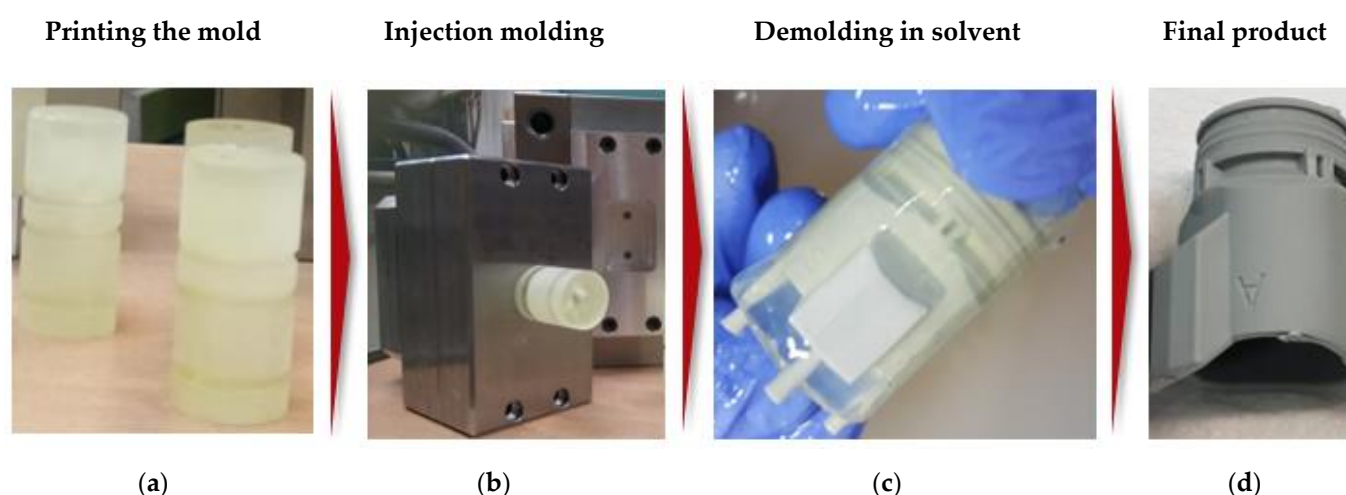 Printing the mold
Injection molding
Demolding in solvent
Final product
A
(a)
(b)
(c)
(d)